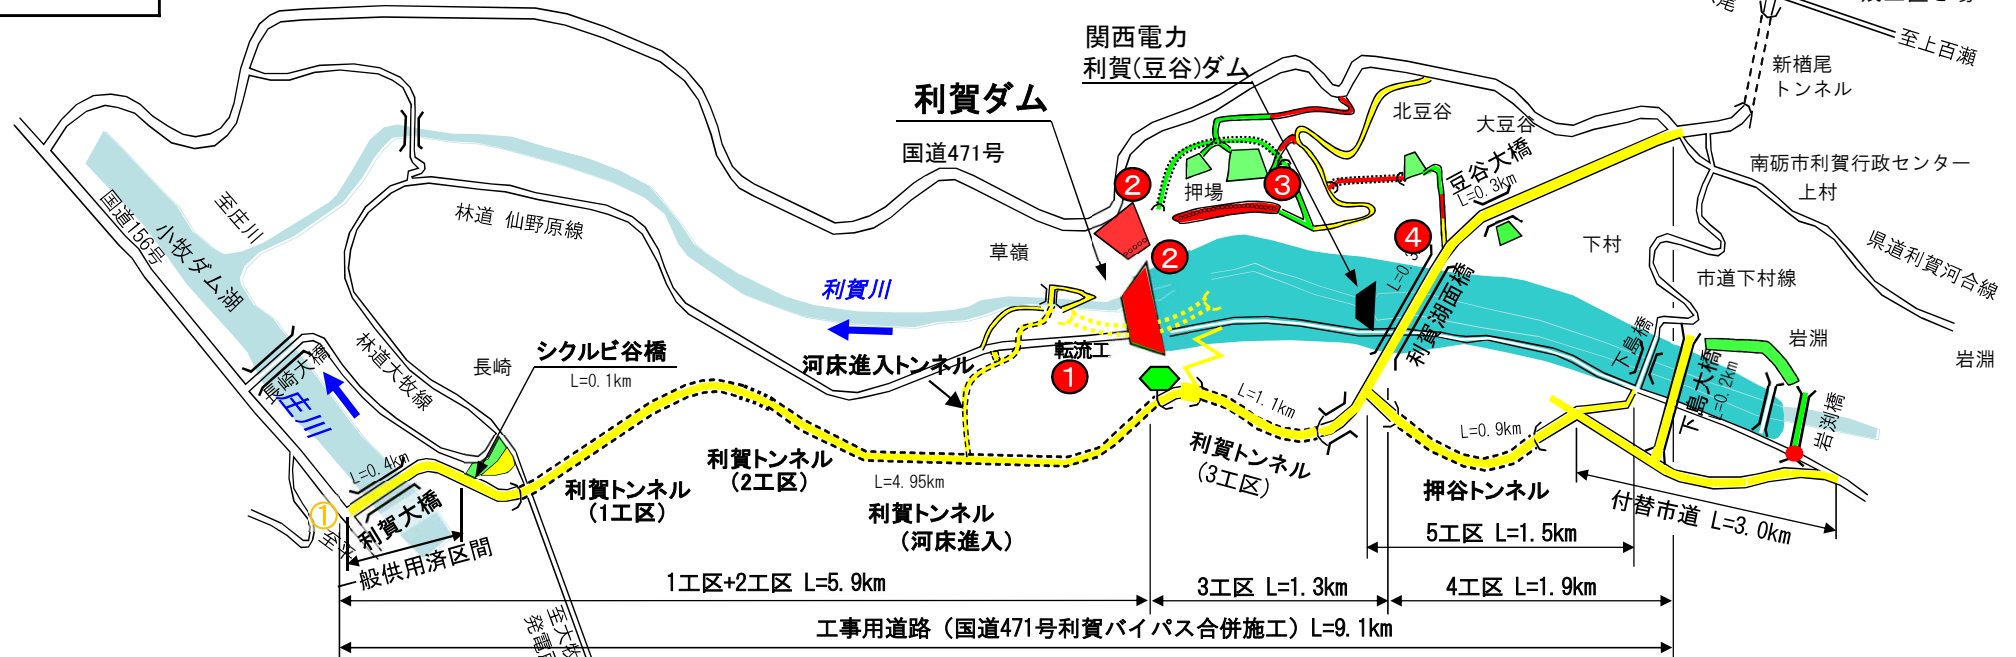 関西電力
利賀(豆谷)ダム
利賀ダム
国道471号
至上百瀬
新楢尾
トンネル
北豆谷
大豆谷
豆谷大橋
L=0.3km
南砺市利賀行政センター
上村
県道利賀河合線
押場
②
③
②
④
下村
市道下村線
岩淵
岩淵
至庄川
国道156号
小牧ダム湖
林道 仙野原線
草嶺
利賀川
利賀湖面橋
下島橋
下島大橋
L=0.2km
岩渕橋
長崎大橋
林道大牧線
庄川
長崎
シクルビ谷橋
L=0.1km
河床進入トンネル
転流工
①
L=1.1km
L=0.9km
L=0.4km
利賀大橋
①
至平
一般供用済区間
利賀トンネル
(1工区)
利賀トンネル
(2工区)
L=4.95km
利賀トンネル
(河床進入)
利賀トンネル
(3工区)
押谷トンネル
付替市道 L=3.0km
5工区 L=1.5km
1工区+2工区 L=5.9km
3工区 L=1.3km
4工区 L=1.9km
工事用道路（国道471号利賀バイパス合併施工）L=9.1km
至大牧